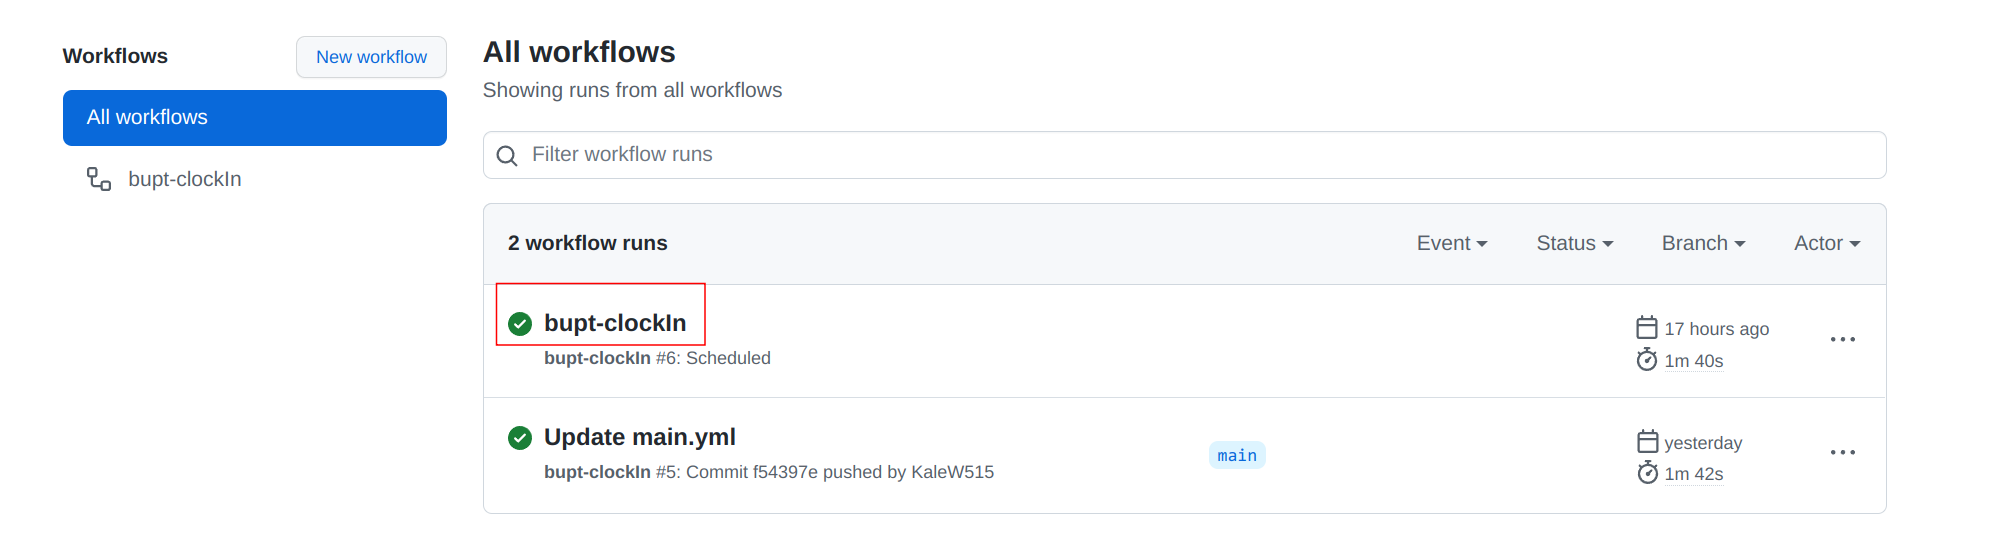 Workflows
New workflow
All workflows
bupt-clockIn
All workflows
Showing runs from all workflows
Filter workflow runs
2 workflow runs
Event
Status
Branch
Actor
bupt-clockIn
bupt-clockIn #6: Scheduled
17 hours ago
1m 40s
Update main.yml
bupt-clockIn #5: Commit f54397e pushed by KaleW515
main
yesterday
1m 42s